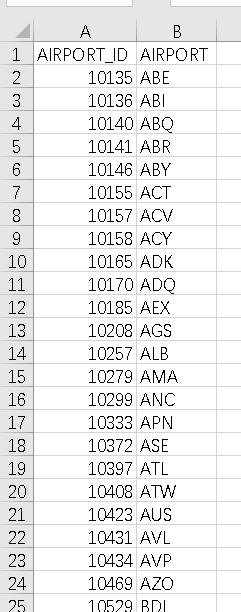 A B
1 AIRPORT_ID AIRPORT
2 10135 ABE
3 10136 ABI
4 10140 ABQ
5 10141 ABR
6 10146 ABY
7 10155 ACT
8 10157 ACV
9 10158 ACY
10 10165 ADK
11 10170 ADQ
12 10185 AEX
13 10208 AGS
14 10257 ALB
15 10279 AMA
16 10299 ANC
17 10333 APN
18 10372 ASE
19 10397 ATL
20 10408 ATW
21 10423 AUS
22 10431 AVL
23 10434 AVP
24 10469 AZO
25 10529 BDL